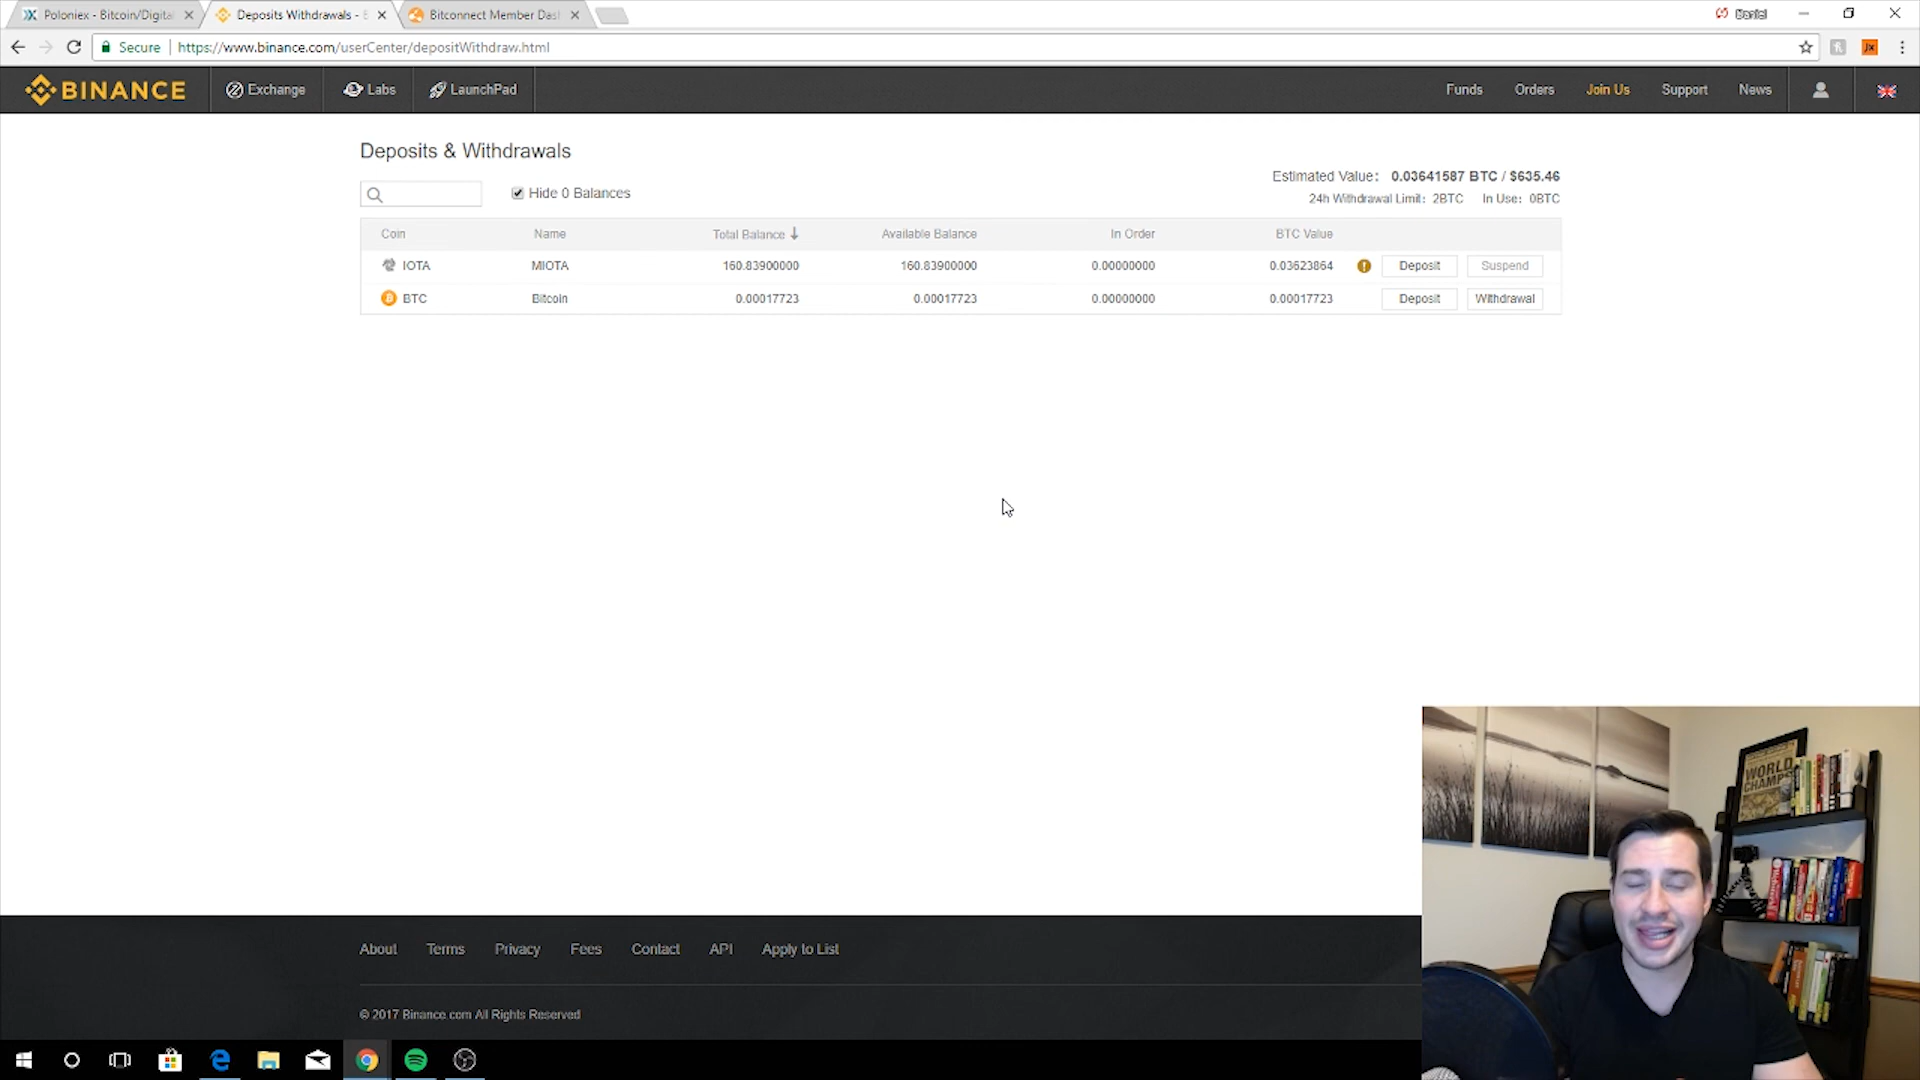 Poloniex - Bitcoin/Digital
Deposits Withdrawals -
Bitconnect Member Das
Daniel
Secure
https://www.binance.com/userCenter/depositWithdraw.html
BINANCE
Exchange
Labs
LaunchPad
Funds
Orders
Join Us
Support
News
Deposits & Withdrawals
Estimated Value: 0.03641587 BTC / $635.46
Hide 0 Balances
24h Withdrawal Limit: 2BTC In Use: 0BTC
Coin Name Total Balance Available Balance In Order BTC Value
IOTA MIOTA 160.83900000 160.83900000 0.00000000 0.03623864 Deposit Suspend
BTC Bitcoin 0.00017723 0.00017723 0.00000000 0.00017723 Deposit Withdrawal
WORLD
CHAMPS
About Terms Privacy Fees Contact API Apply to List
© 2017 Binance.com All Rights Reserved